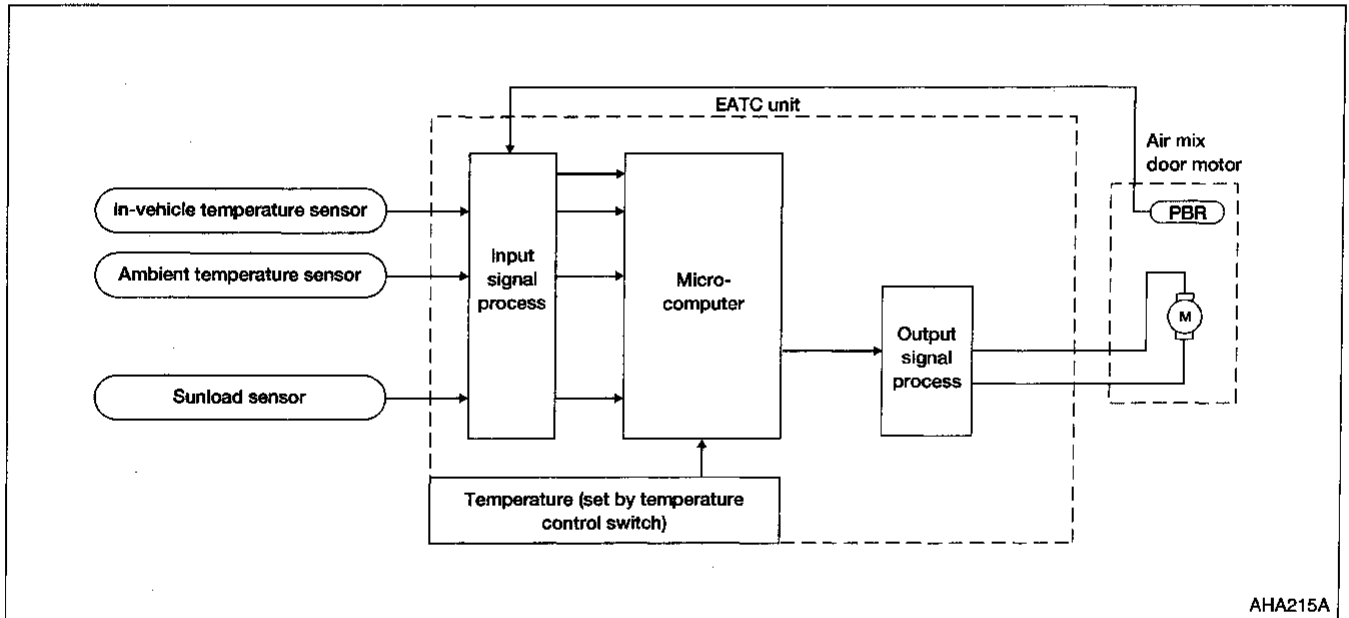 EATC unit
Air mix
door motor
PBR
In-vehicle temperature sensor
Ambient temperature sensor
Sunload sensor
Input
signal
process
Micro-
computer
Output
signal
process
M
Temperature (set by temperature
control switch)
AHA215A